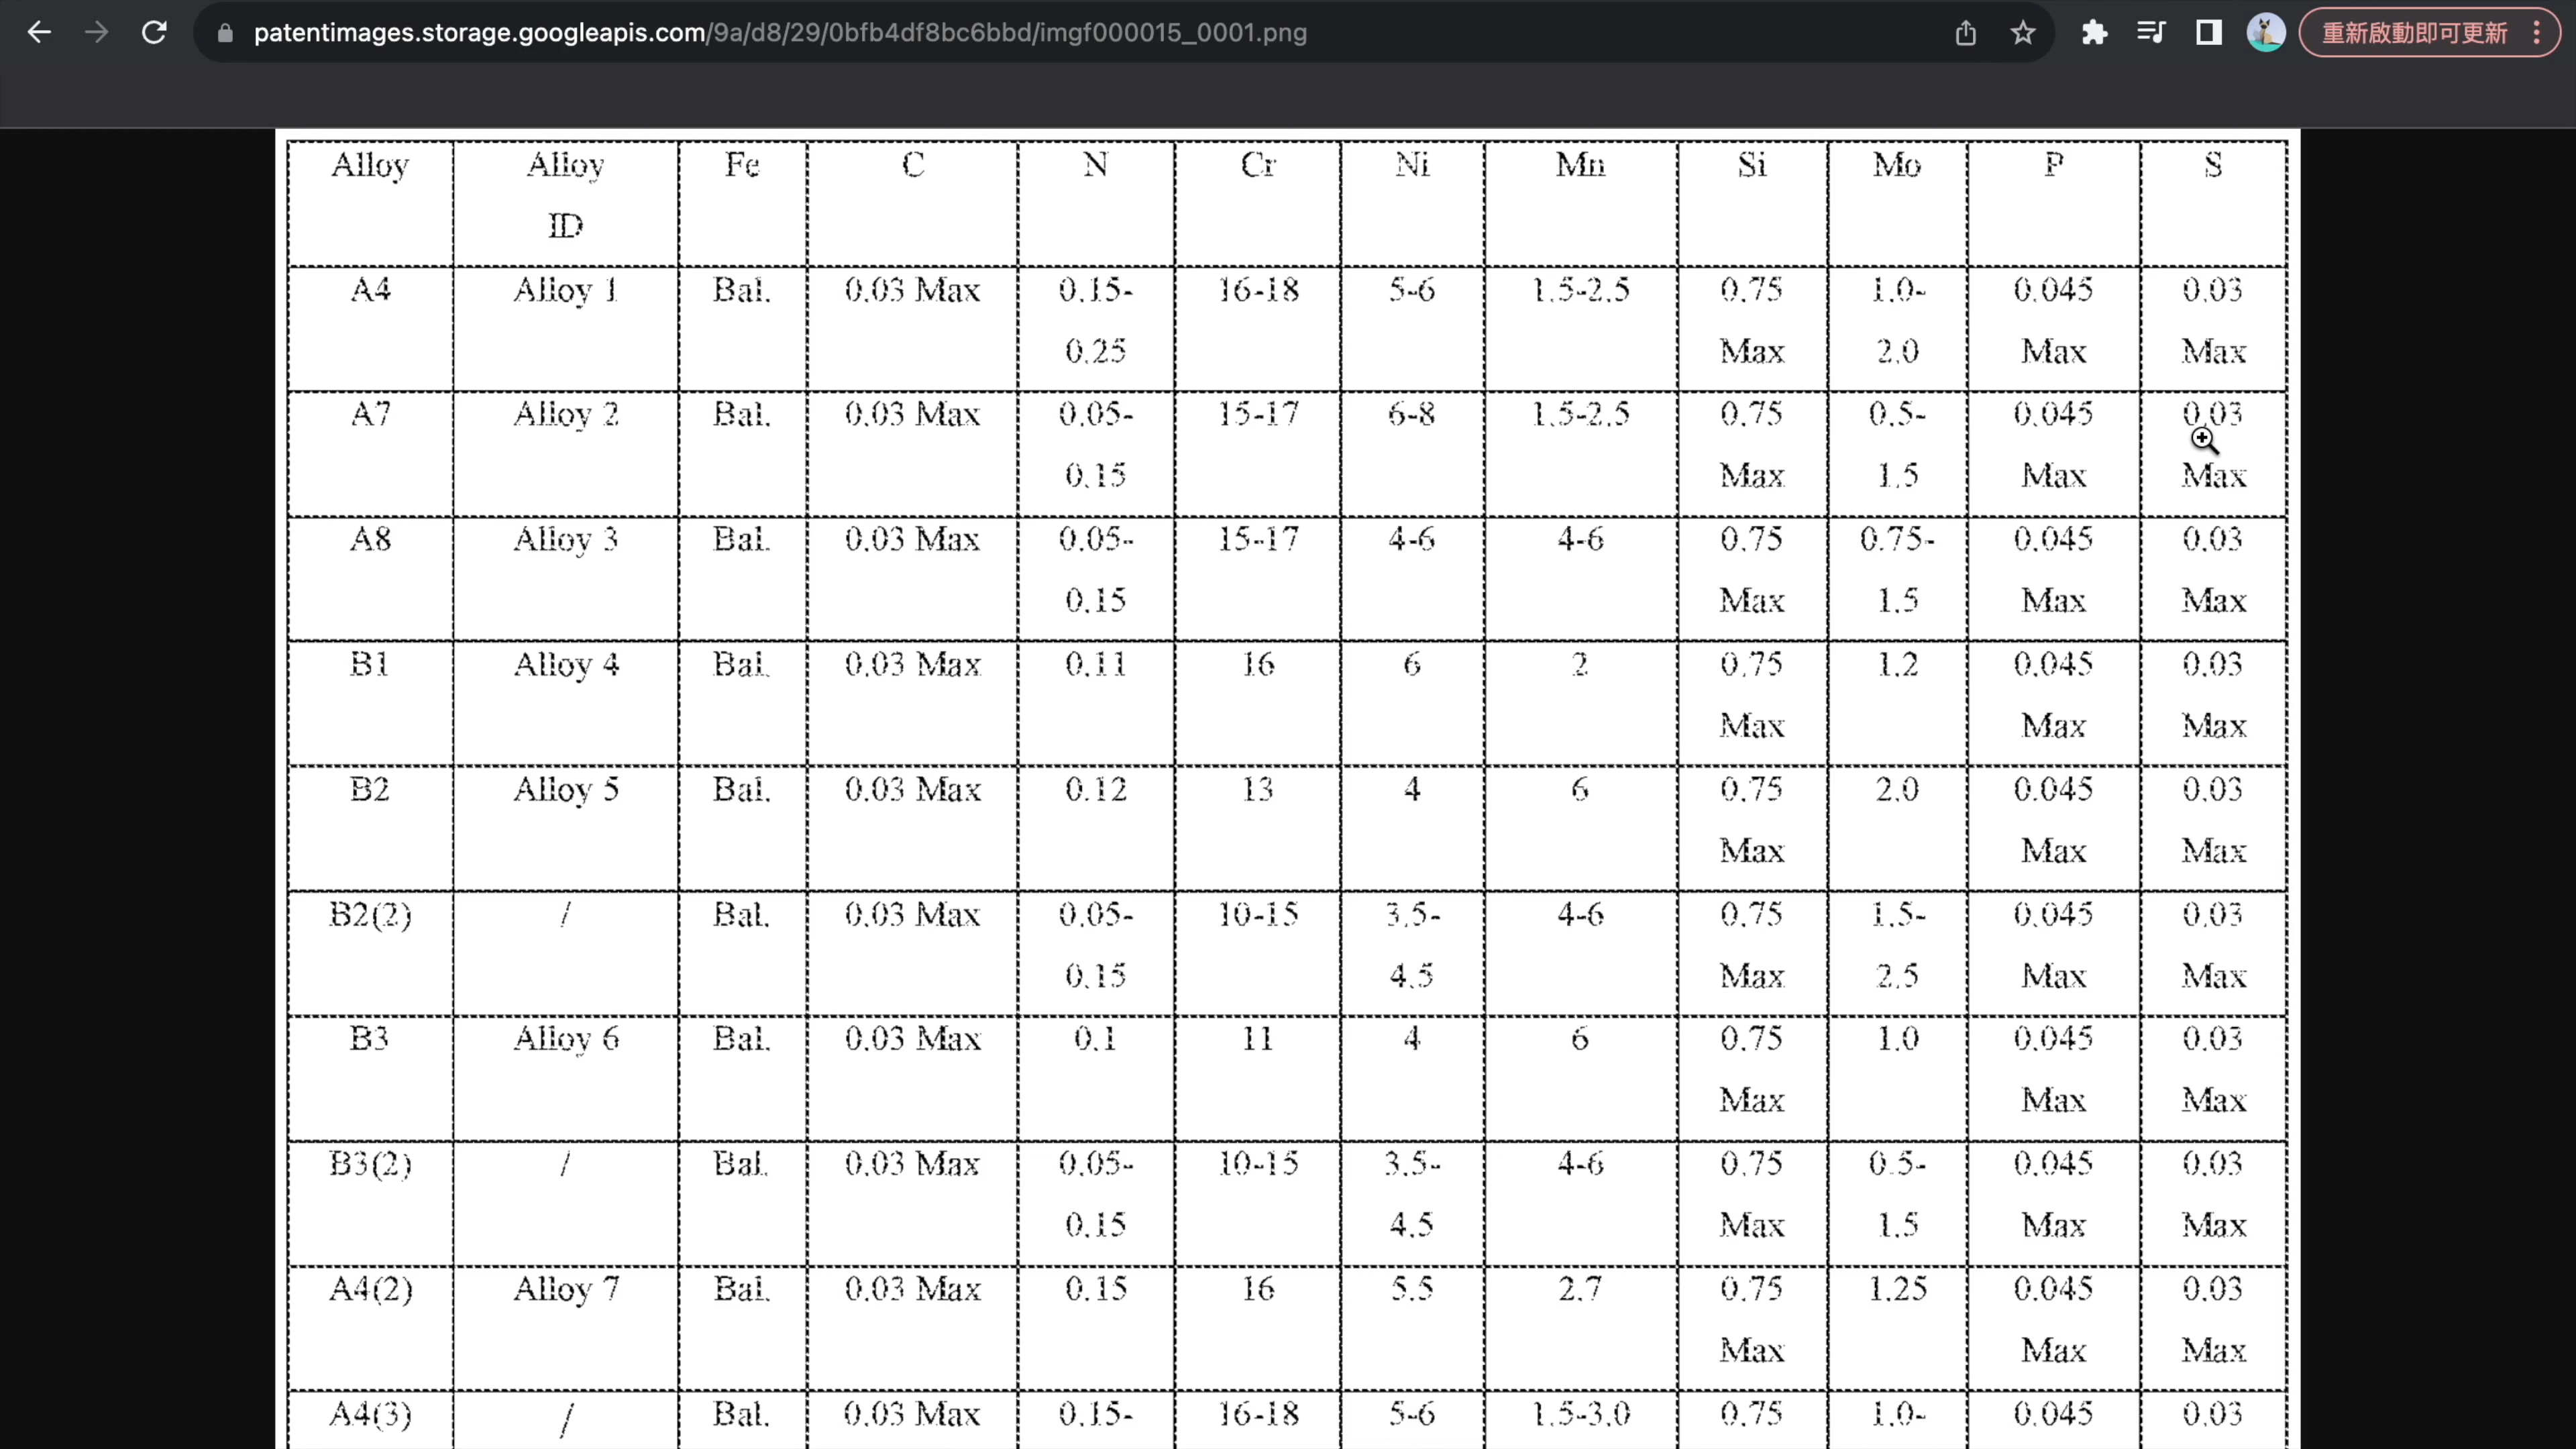 patentimages.storage.googleapis.com/9a/d8/29/0bfb4df8bc6bbd/imgf000015_0001.png
重新啟動即可更新
Alloy Alloy ID Fe C N Cr Ni Mn Si Mo P S
A4 Alloy 1 Bal. 0.03 Max 0.15-0.25 16-18 5-6 1.5-2.5 0.75 Max 1.0-2.0 0.045 Max 0.03 Max
A7 Alloy 2 Bal. 0.03 Max 0.05-0.15 15-17 6-8 1.5-2.5 0.75 Max 0.5-1.5 0.045 Max 0.03 Max
A8 Alloy 3 Bal. 0.03 Max 0.05-0.15 15-17 4-6 4-6 0.75 Max 0.75-1.5 0.045 Max 0.03 Max
B1 Alloy 4 Bal. 0.03 Max 0.11 16 6 2 0.75 Max 1.2 0.045 Max 0.03 Max
B2 Alloy 5 Bal. 0.03 Max 0.12 13 4 6 0.75 Max 2.0 0.045 Max 0.03 Max
B2(2) / Bal. 0.03 Max 0.05-0.15 10-15 3.5-4.5 4-6 0.75 Max 1.5-2.5 0.045 Max 0.03 Max
B3 Alloy 6 Bal. 0.03 Max 0.1 11 4 6 0.75 Max 1.0 0.045 Max 0.03 Max
B3(2) / Bal. 0.03 Max 0.05-0.15 10-15 3.5-4.5 4-6 0.75 Max 0.5-1.5 0.045 Max 0.03 Max
A4(2) Alloy 7 Bal. 0.03 Max 0.15 16 5.5 2.7 0.75 Max 1.25 0.045 Max 0.03 Max
A4(3) / Bal. 0.03 Max 0.15- 16-18 5-6 1.5-3.0 0.75 1.0- 0.045 0.03